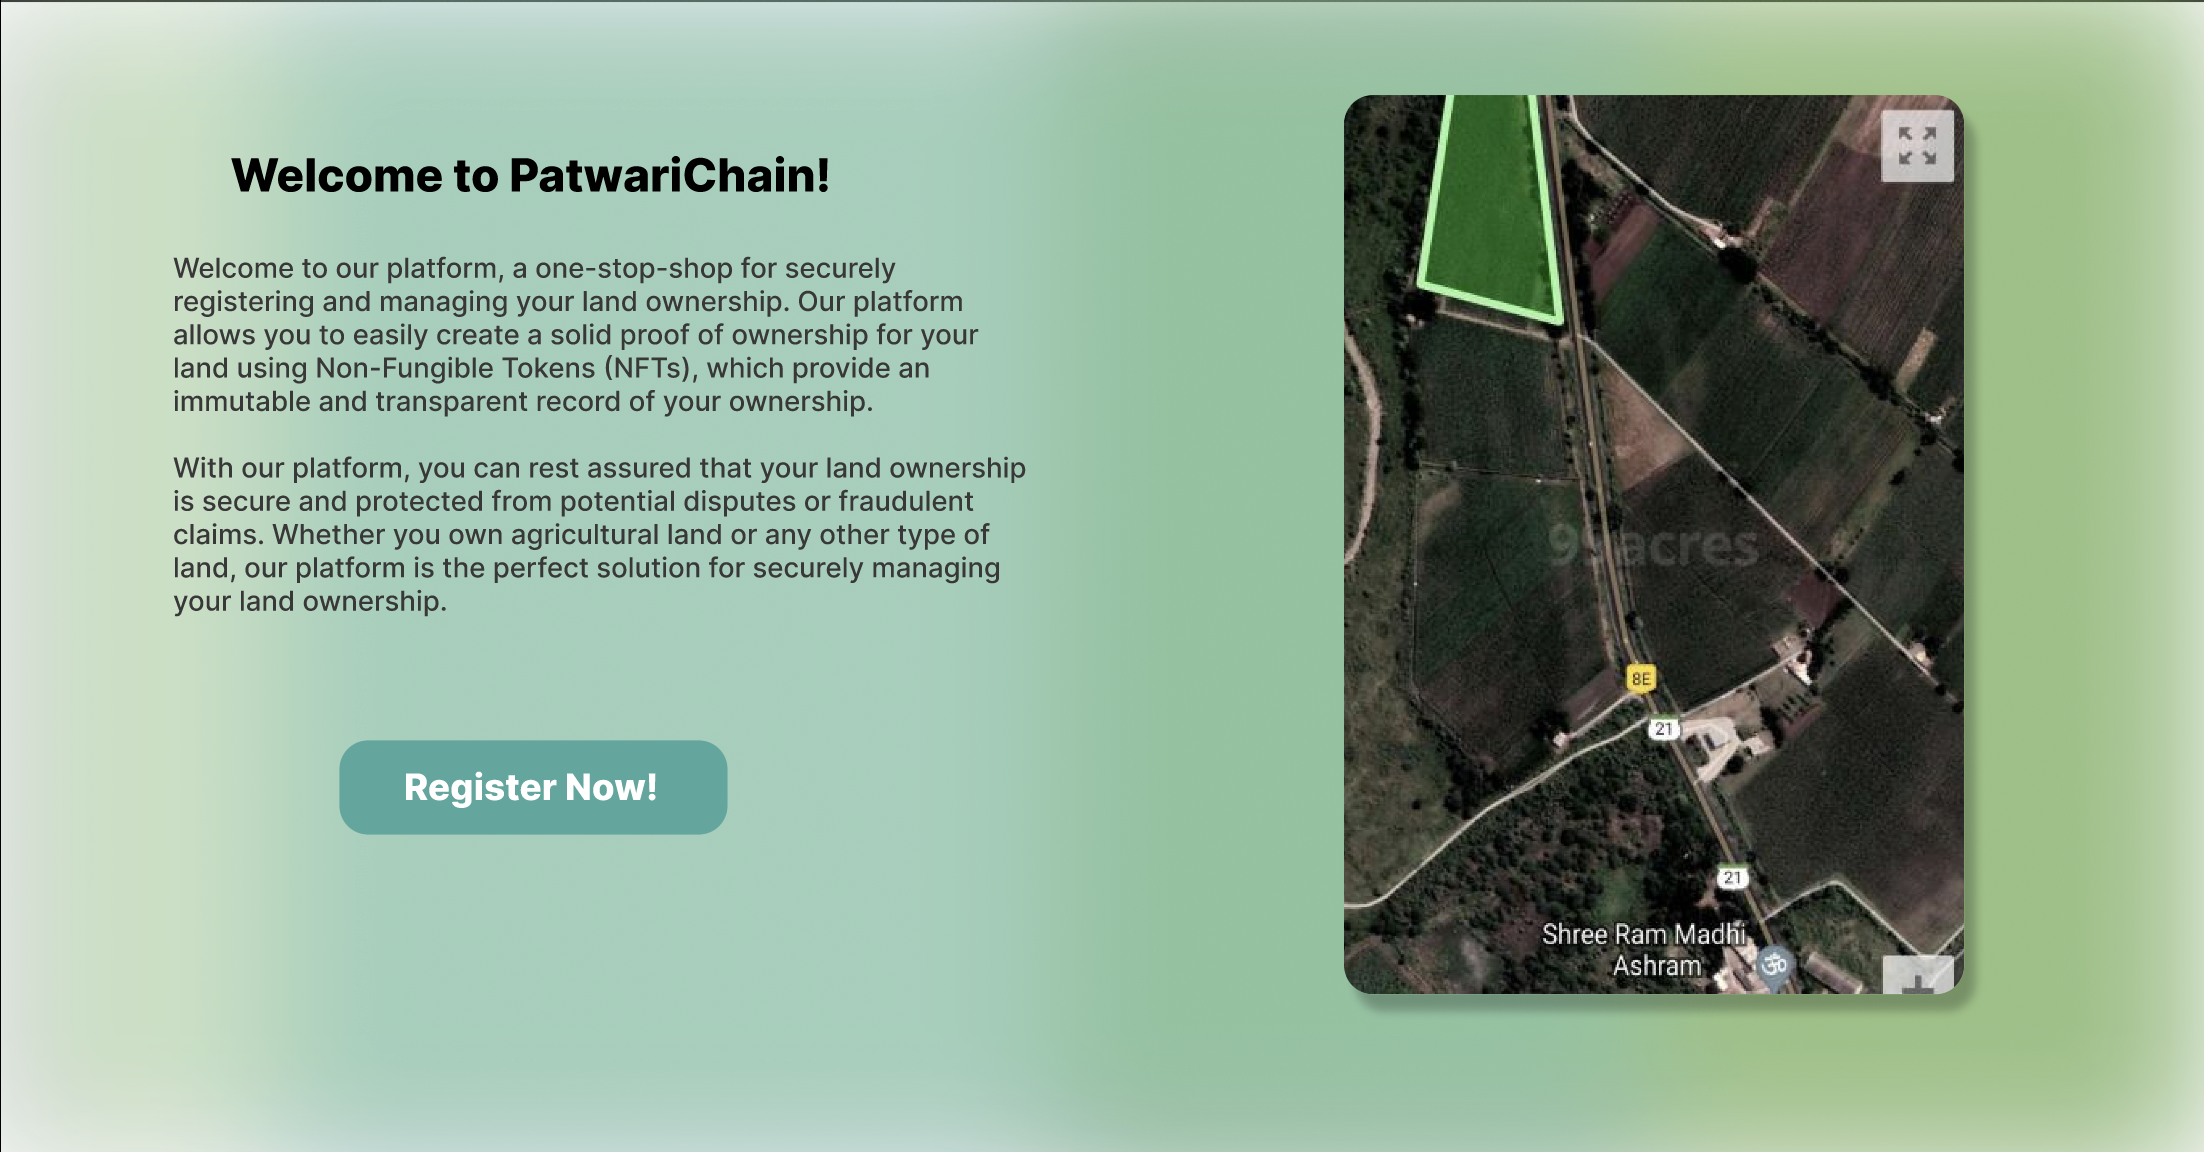 Welcome to PatwariChain!
Welcome to our platform, a one-stop-shop for securely
registering and managing your land ownership. Our platform
allows you to easily create a solid proof of ownership for your
land using Non-Fungible Tokens (NFTs), which provide an
immutable and transparent record of your ownership.
With our platform, you can rest assured that your land ownership
is secure and protected from potential disputes or fraudulent
claims. Whether you own agricultural land or any other type of
land, our platform is the perfect solution for securely managing
your land ownership.
Register Now!
99acres
8E
21
21
Shree Ram Madhi
Ashram
ॐ